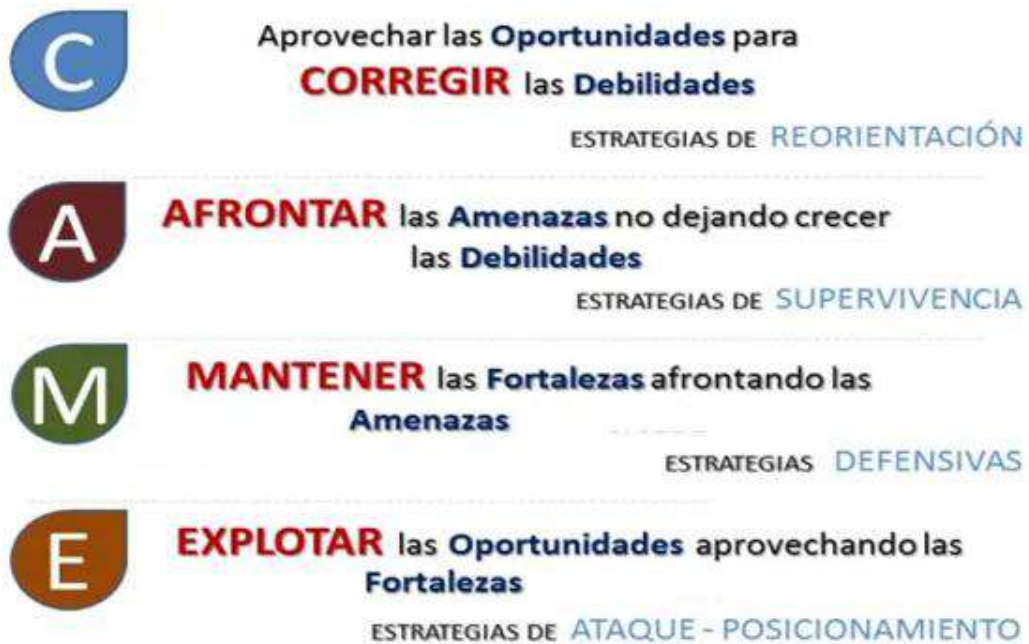 C
Aprovechar las Oportunidades para
CORREGIR las Debilidades
ESTRATEGIAS DE REORIENTACIÓN
A
AFRONTAR las Amenazas no dejando crecer
las Debilidades
ESTRATEGIAS DE SUPERVIVENCIA
M
MANTENER las Fortalezas afrontando las
Amenazas
ESTRATEGIAS DEFENSIVAS
E
EXPLOTAR las Oportunidades aprovechando las
Fortalezas
ESTRATEGIAS DE ATAQUE - POSICIONAMIENTO